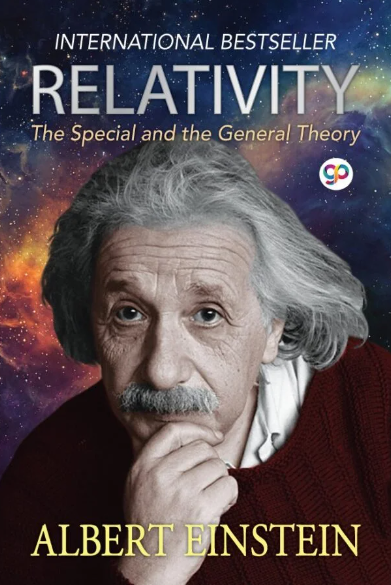 INTERNATIONAL BESTSELLER
RELATIVITY
The Special and the General Theory
gp
ALBERT EINSTEIN